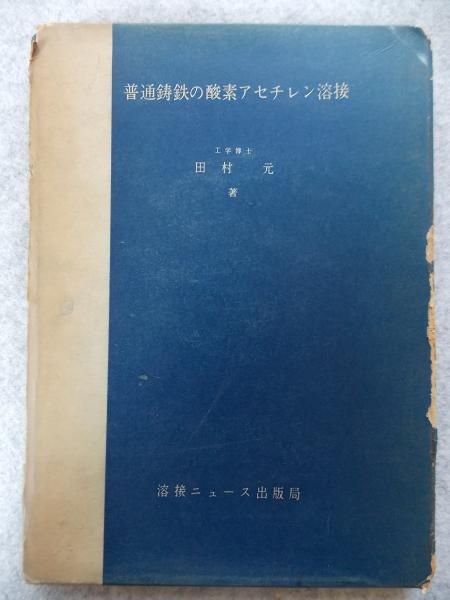 普通鋳鉄の酸素アセチレン溶接
工学博士
田村 元
著
溶接ニュース出版局